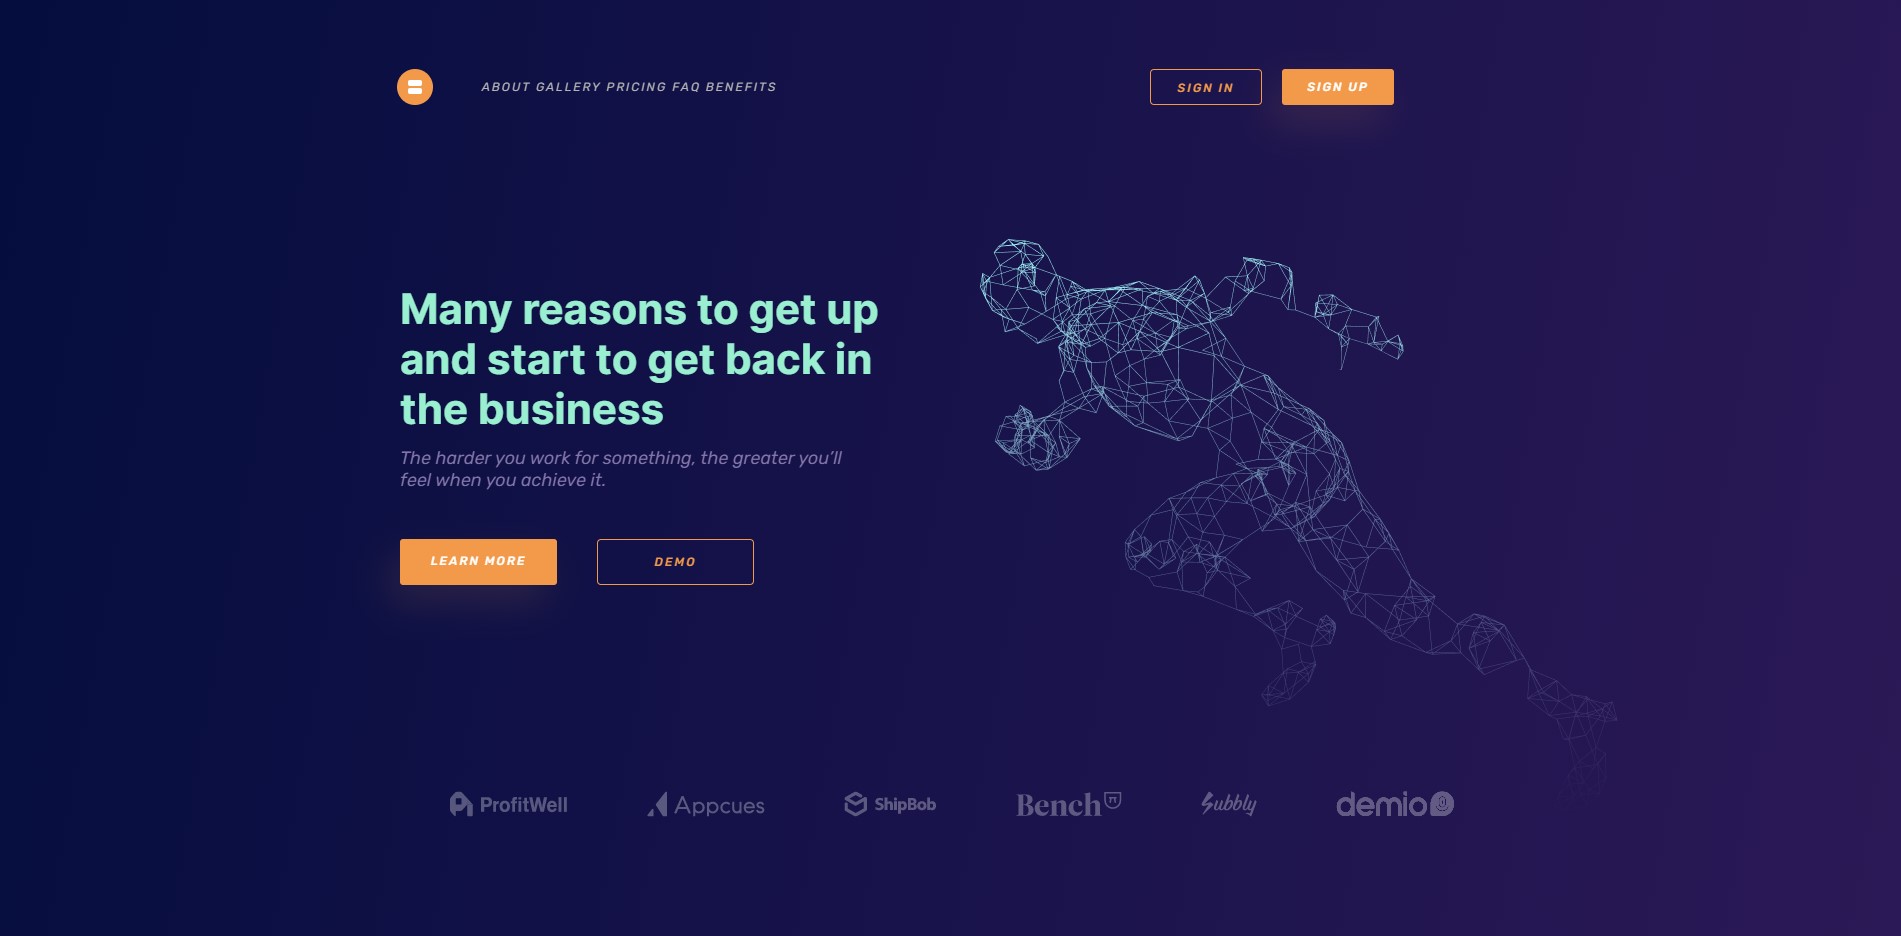 ABOUT GALLERY PRICING FAQ BENEFITS
SIGN IN
SIGN UP
Many reasons to get up
and start to get back in
the business
The harder you work for something, the greater you’ll
feel when you achieve it.
LEARN MORE
DEMO
ProfitWell
Appcues
ShipBob
Bench
Subbly
demio